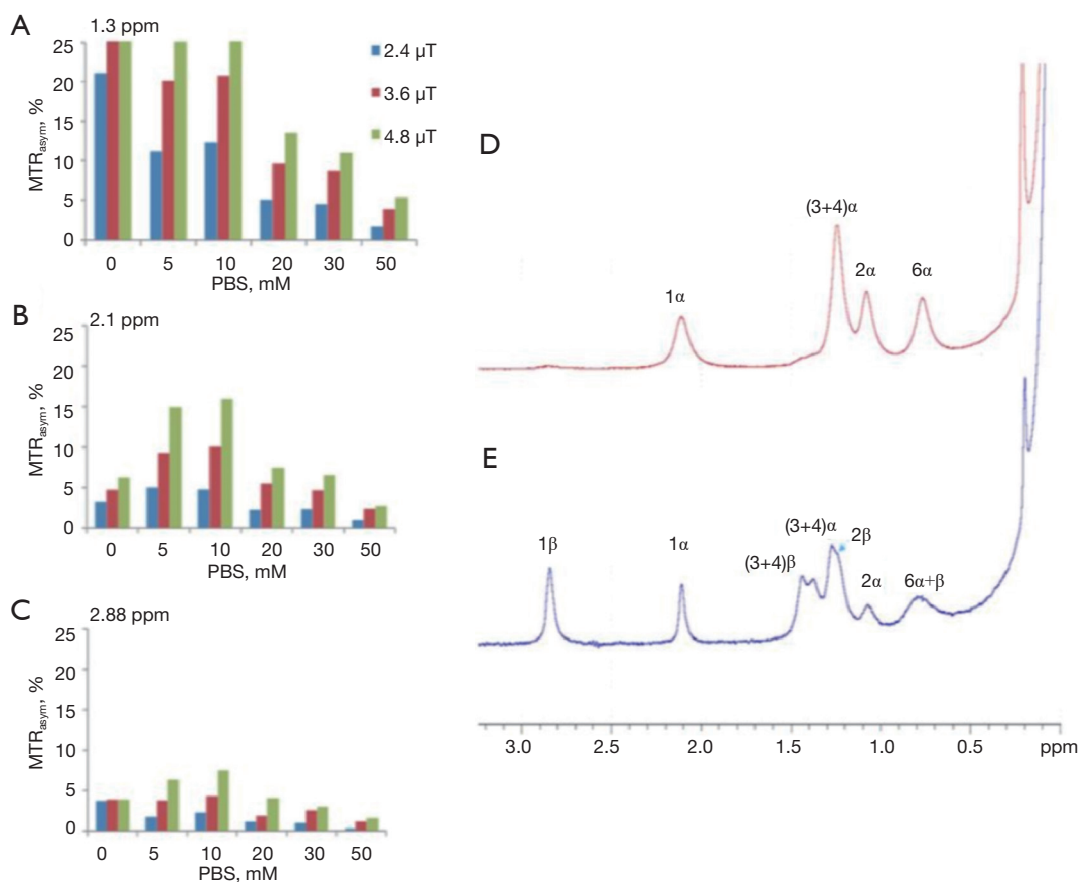 A
1.3 ppm
25
20
15
10
5
0
MTRasym, %
2.4 µT
3.6 µT
4.8 µT
0 5 10 20 30 50
PBS, mM
B
2.1 ppm
25
20
15
10
5
0
MTRasym, %
0 5 10 20 30 50
PBS, mM
C
2.88 ppm
25
20
15
10
5
0
MTRasym, %
0 5 10 20 30 50
PBS, mM
D
(3+4)α
2α
6α
1α
E
(3+4)α
2β
1β
1α
(3+4)β
2α
6α+β
3.0 2.5 2.0 1.5 1.0 0.5 ppm